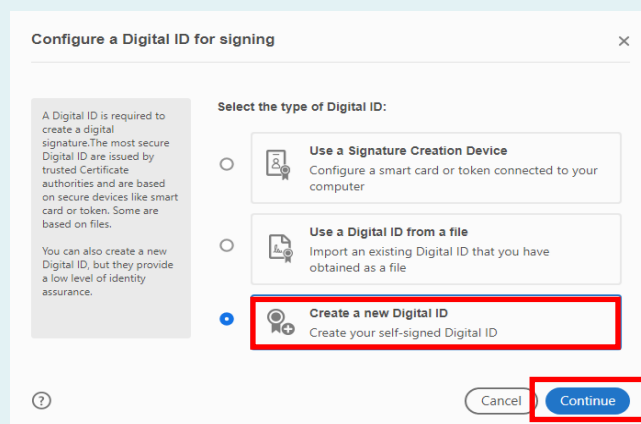 Configure a Digital ID for signing
A Digital ID is required to
create a digital
signature.The most secure
Digital ID are issued by
trusted Certificate
authorities and are based
on secure devices like smart
card or token. Some are
based on files.
You can also create a new
Digital ID, but they provide
a low level of identity
assurance.
Select the type of Digital ID:
Use a Signature Creation Device
Configure a smart card or token connected to your
computer
Use a Digital ID from a file
Import an existing Digital ID that you have
obtained as a file
Create a new Digital ID
Create your self-signed Digital ID
?
Cancel
Continue